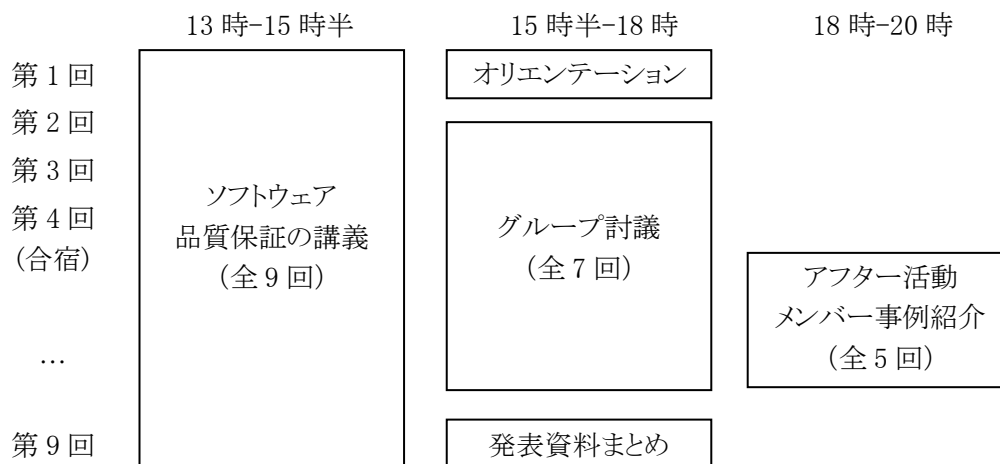 13 時-15 時半 15 時半-18 時 18 時-20 時
第 1 回 オリエンテーション
第 2 回
第 3 回
第 4 回
(合宿)
ソフトウェア
品質保証の講義
(全 9 回)
グループ討議
(全 7 回)
アフター活動
メンバー事例紹介
(全 5 回)
…
第 9 回 発表資料まとめ